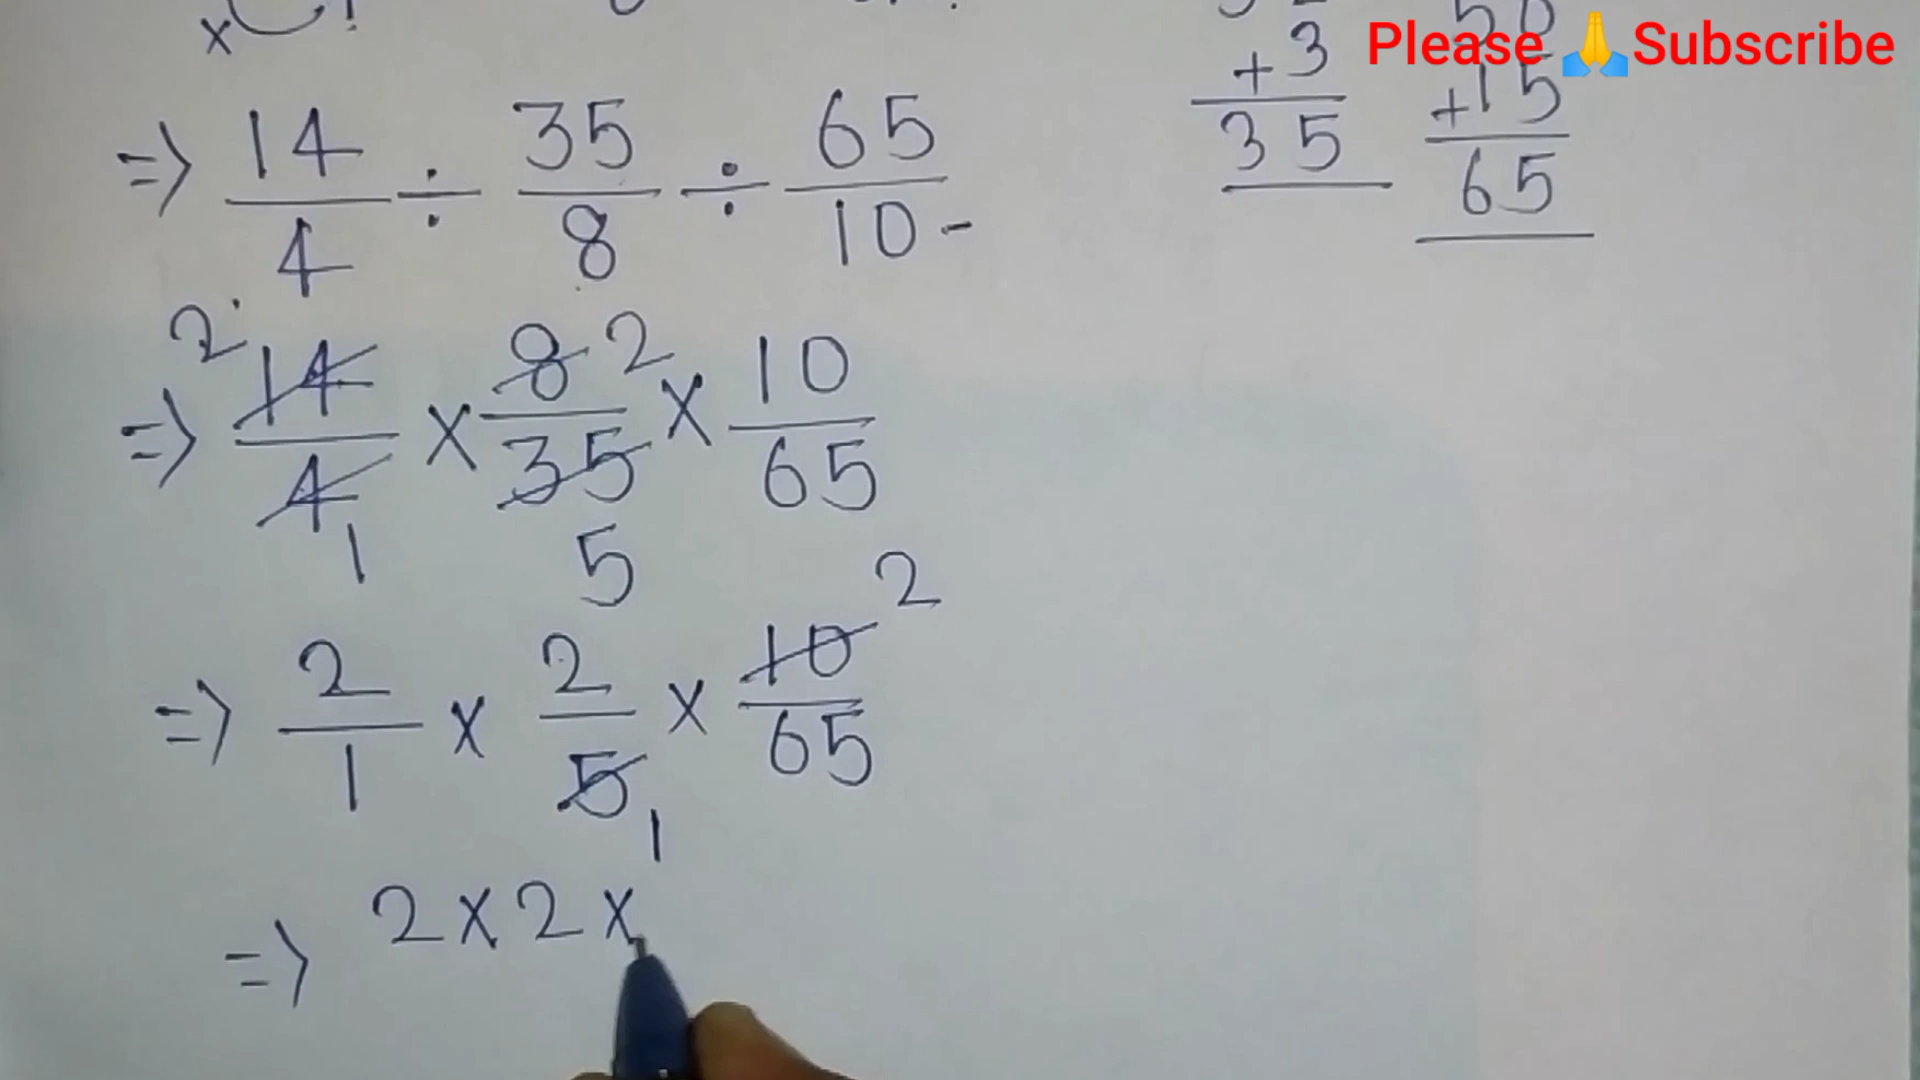 Please 🙏 Subscribe
+3
+15
35
65
=> 14/4 ÷ 35/8 ÷ 65/10
=> 2 14/4 1 × 8 2/35 5 × 10/65
=> 2/1 × 2/5 1 × 10 2/65
=> 2×2×